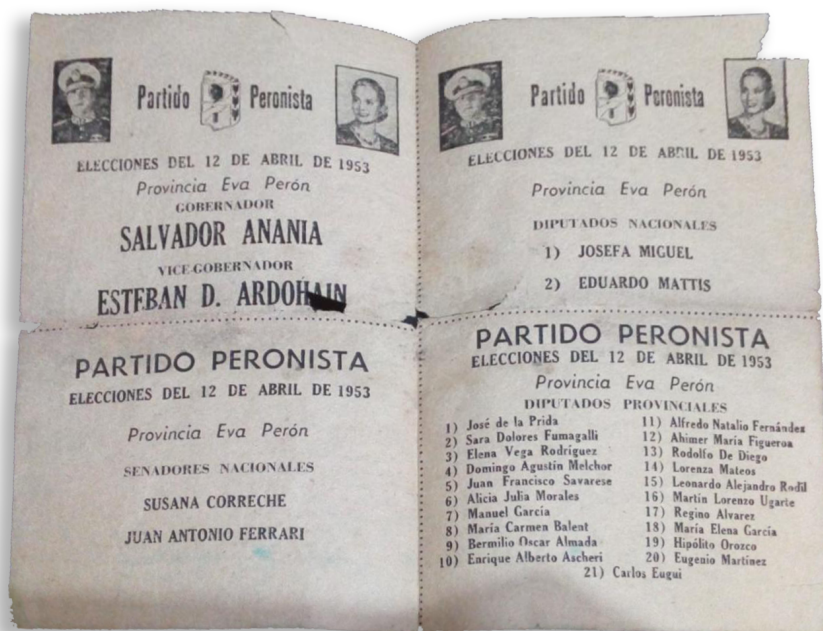 Partido Peronista
ELECCIONES DEL 12 DE ABRIL DE 1953
Provincia Eva Perón
GOBERNADOR
SALVADOR ANANIA
VICE-GOBERNADOR
ESTEBAN D. ARDOHAIN
Partido Peronista
ELECCIONES DEL 12 DE ABRIL DE 1953
Provincia Eva Perón
DIPUTADOS NACIONALES
1) JOSEFA MIGUEL
2) EDUARDO MATTIS
PARTIDO PERONISTA
ELECCIONES DEL 12 DE ABRIL DE 1953
Provincia Eva Perón
SENADORES NACIONALES
SUSANA CORRECHE
JUAN ANTONIO FERRARI
PARTIDO PERONISTA
ELECCIONES DEL 12 DE ABRIL DE 1953
Provincia Eva Perón
DIPUTADOS PROVINCIALES
1) José de la Prida
2) Sara Dolores Fumagalli
3) Elena Vega Rodríguez
4) Domingo Agustín Melchor
5) Juan Francisco Savarese
6) Alicia Julia Morales
7) Manuel García
8) María Carmen Balent
9) Bermilio Oscar Almada
10) Enrique Alberto Ascheri
11) Alfredo Natalio Fernández
12) Ahimer María Figueroa
13) Rodolfo De Diego
14) Lorenza Mateos
15) Leonardo Alejandro Rodil
16) Martín Lorenzo Ugarte
17) Regino Alvarez
18) María Elena García
19) Hipólito Orozco
20) Eugenio Martínez
21) Carlos Eugui